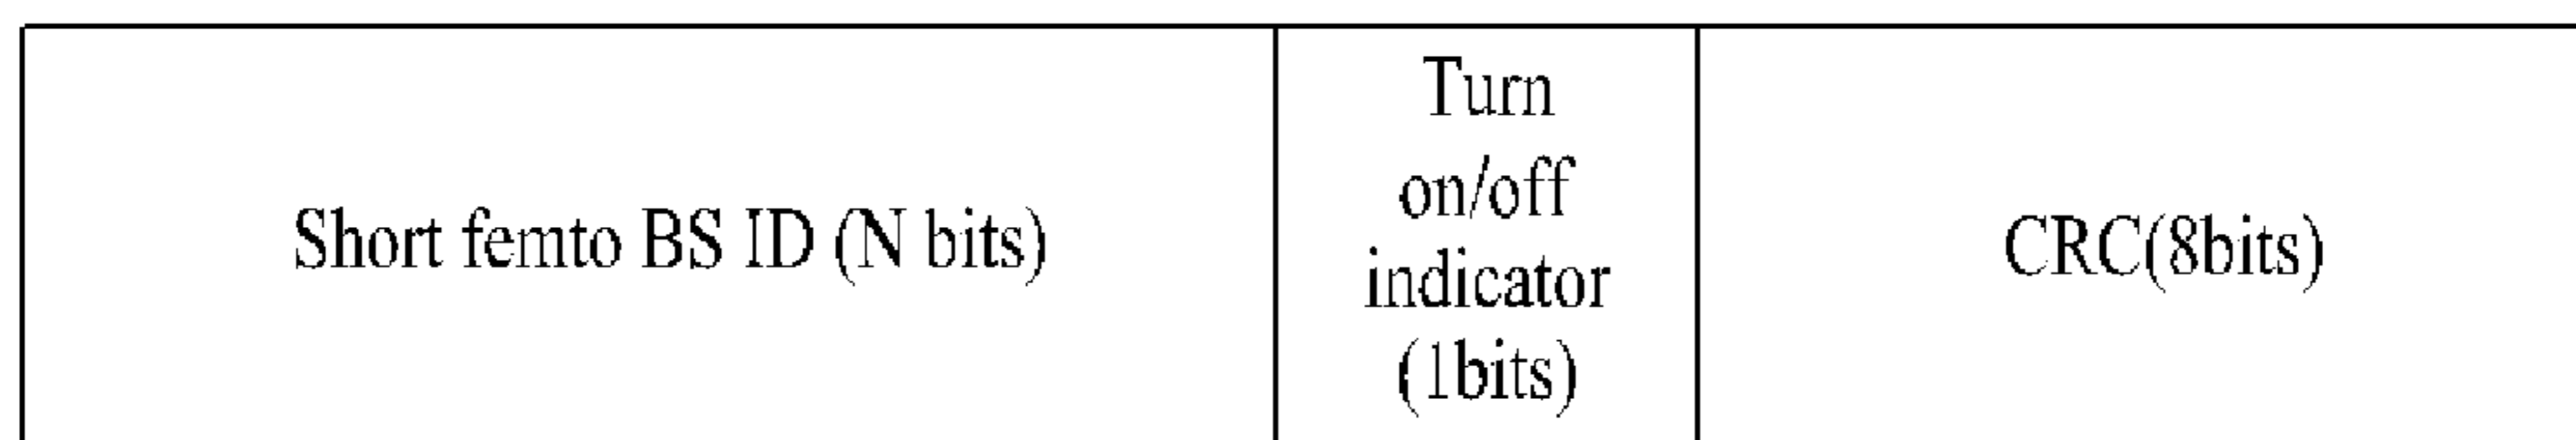 Short femto BS ID (N bits)
Turn
on/off
indicator
(1bits)
CRC(8bits)